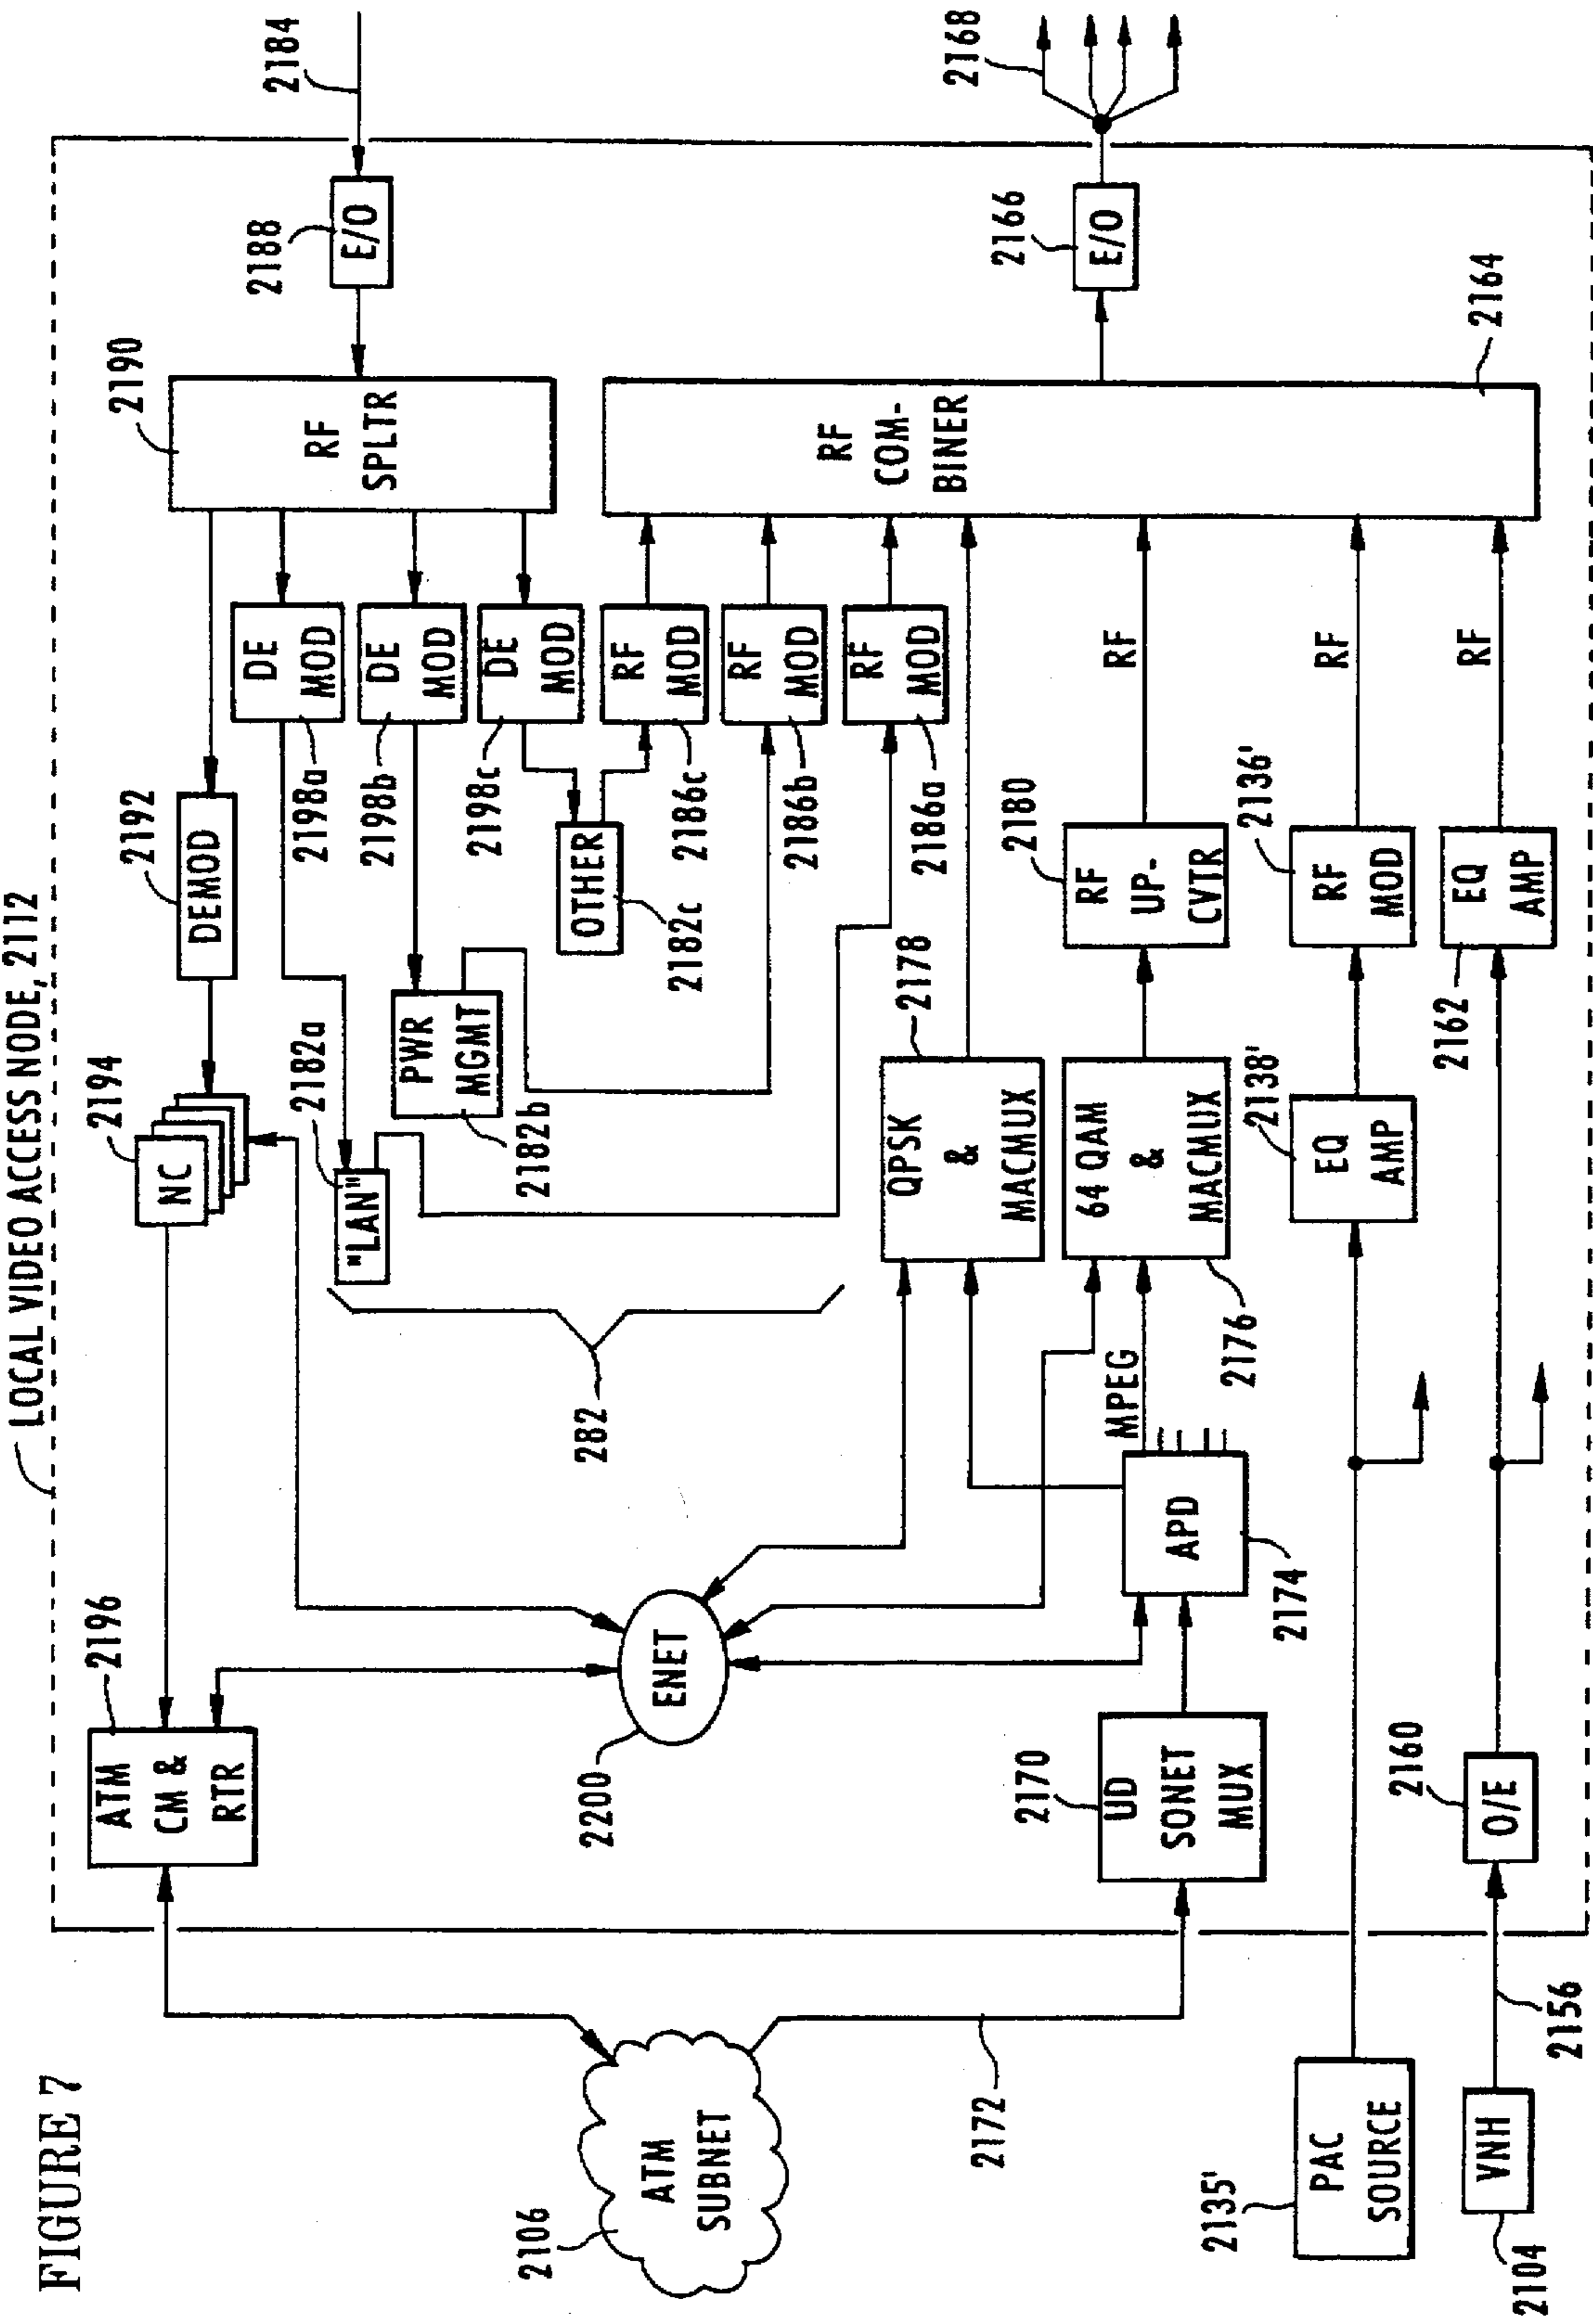 FIGURE 7
LOCAL VIDEO ACCESS NODE, 2112
2106
ATM
SUBNET
2172
2135'
PAC
SOURCE
2104
VNH
2156
2196
ATM
CM &
RTR
2200
ENET
2170
UD
SONET
MUX
2160
O/E
2174
APD
MPEG
282
2194
NC
2182a
"LAN"
2182b
PWR
MGMT
2182c
OTHER
2192
DEMOD
2178
QPSK
&
MACMUX
2176
64 QAM
&
MACMUX
2138'
EQ
AMP
2162
EQ
AMP
2180
RF
UP-
CVTR
2136'
RF
MOD
2198a
DE
MOD
2198b
DE
MOD
2198c
DE
MOD
2186c
RF
MOD
2186b
RF
MOD
2186a
RF
MOD
RF
RF
RF
2190
RF
SPLTR
RF
COM-
BINER
2164
2188
E/O
2184
2166
E/O
2168